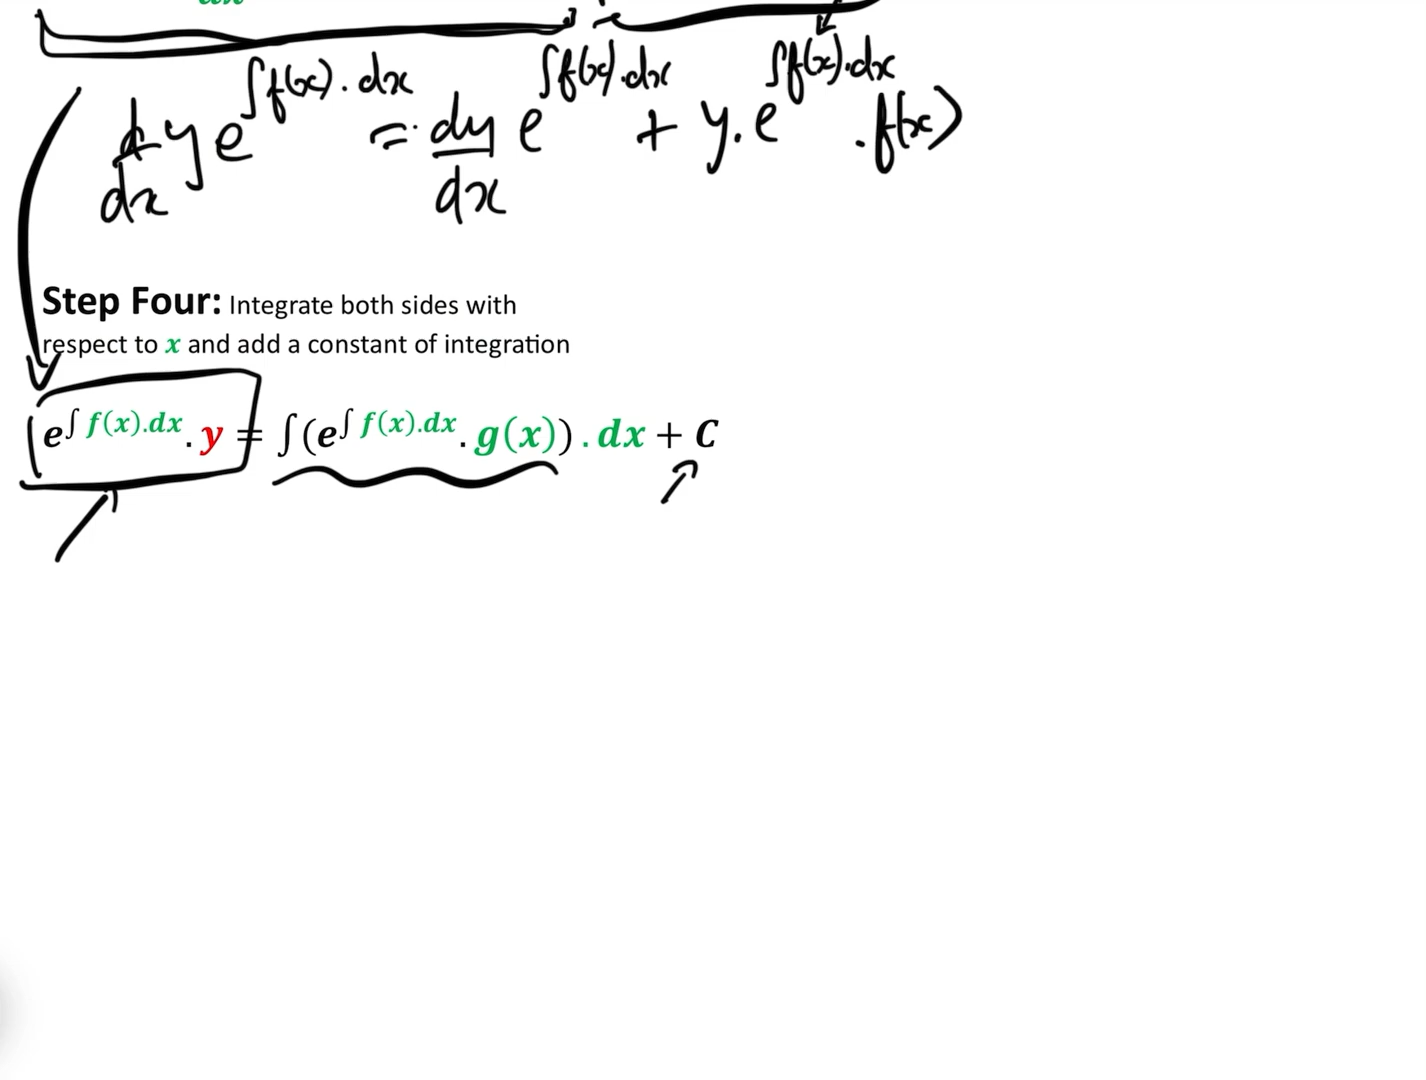 d/dx y e^∫f(x).dx = dy/dx e^∫f(x).dx + y.e^∫f(x).dx .f(x)
Step Four: Integrate both sides with
respect to x and add a constant of integration
e^∫ f(x).dx . y = ∫(e^∫ f(x).dx . g(x)) . dx + C